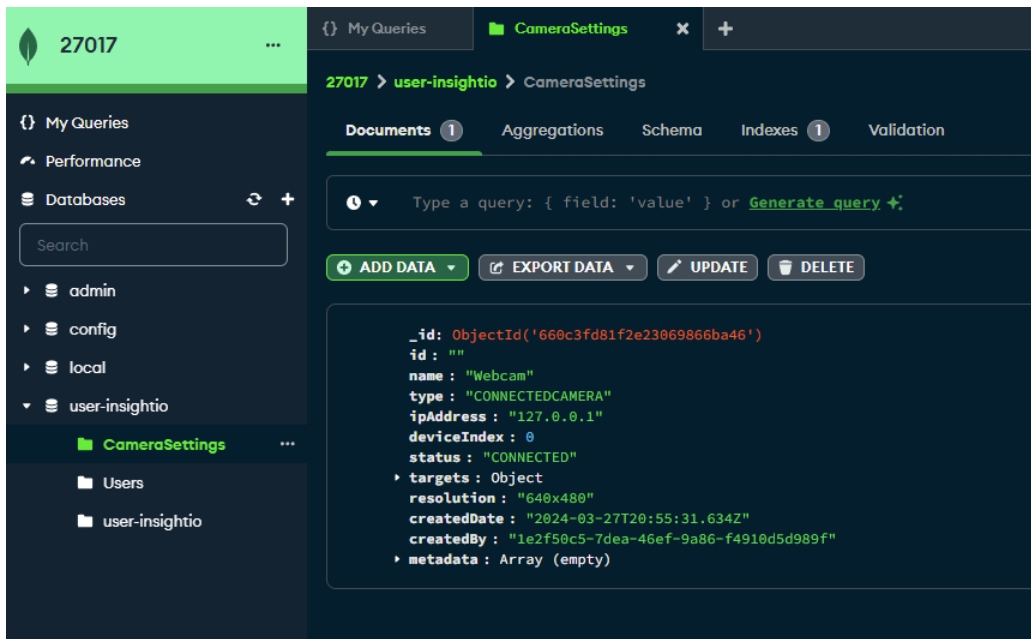 27017
My Queries
Performance
Databases
Search
admin
config
local
user-insightio
CameraSettings
Users
user-insightio
{} My Queries
CameraSettings
27017 > user-insightio > CameraSettings
Documents 1 Aggregations Schema Indexes 1 Validation
Type a query: { field: 'value' } or Generate query
ADD DATA EXPORT DATA UPDATE DELETE
_id: ObjectId('660c3fd81f2e23069866ba46')
id : ""
name : "Webcam"
type : "CONNECTEDCAMERA"
ipAddress : "127.0.0.1"
deviceIndex : 0
status : "CONNECTED"
targets : Object
resolution : "640x480"
createdDate : "2024-03-27T20:55:31.634Z"
createdBy : "1e2f50c5-7dea-46ef-9a86-f4910d5d989f"
metadata : Array (empty)